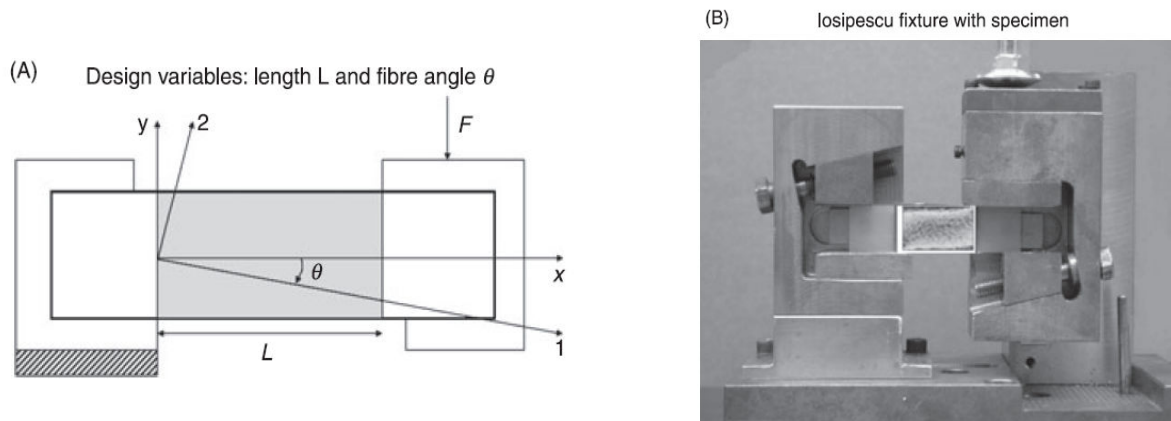 (A)
Design variables: length L and fibre angle θ
y
2
F
θ
x
L
1
(B)
Iosipescu fixture with specimen